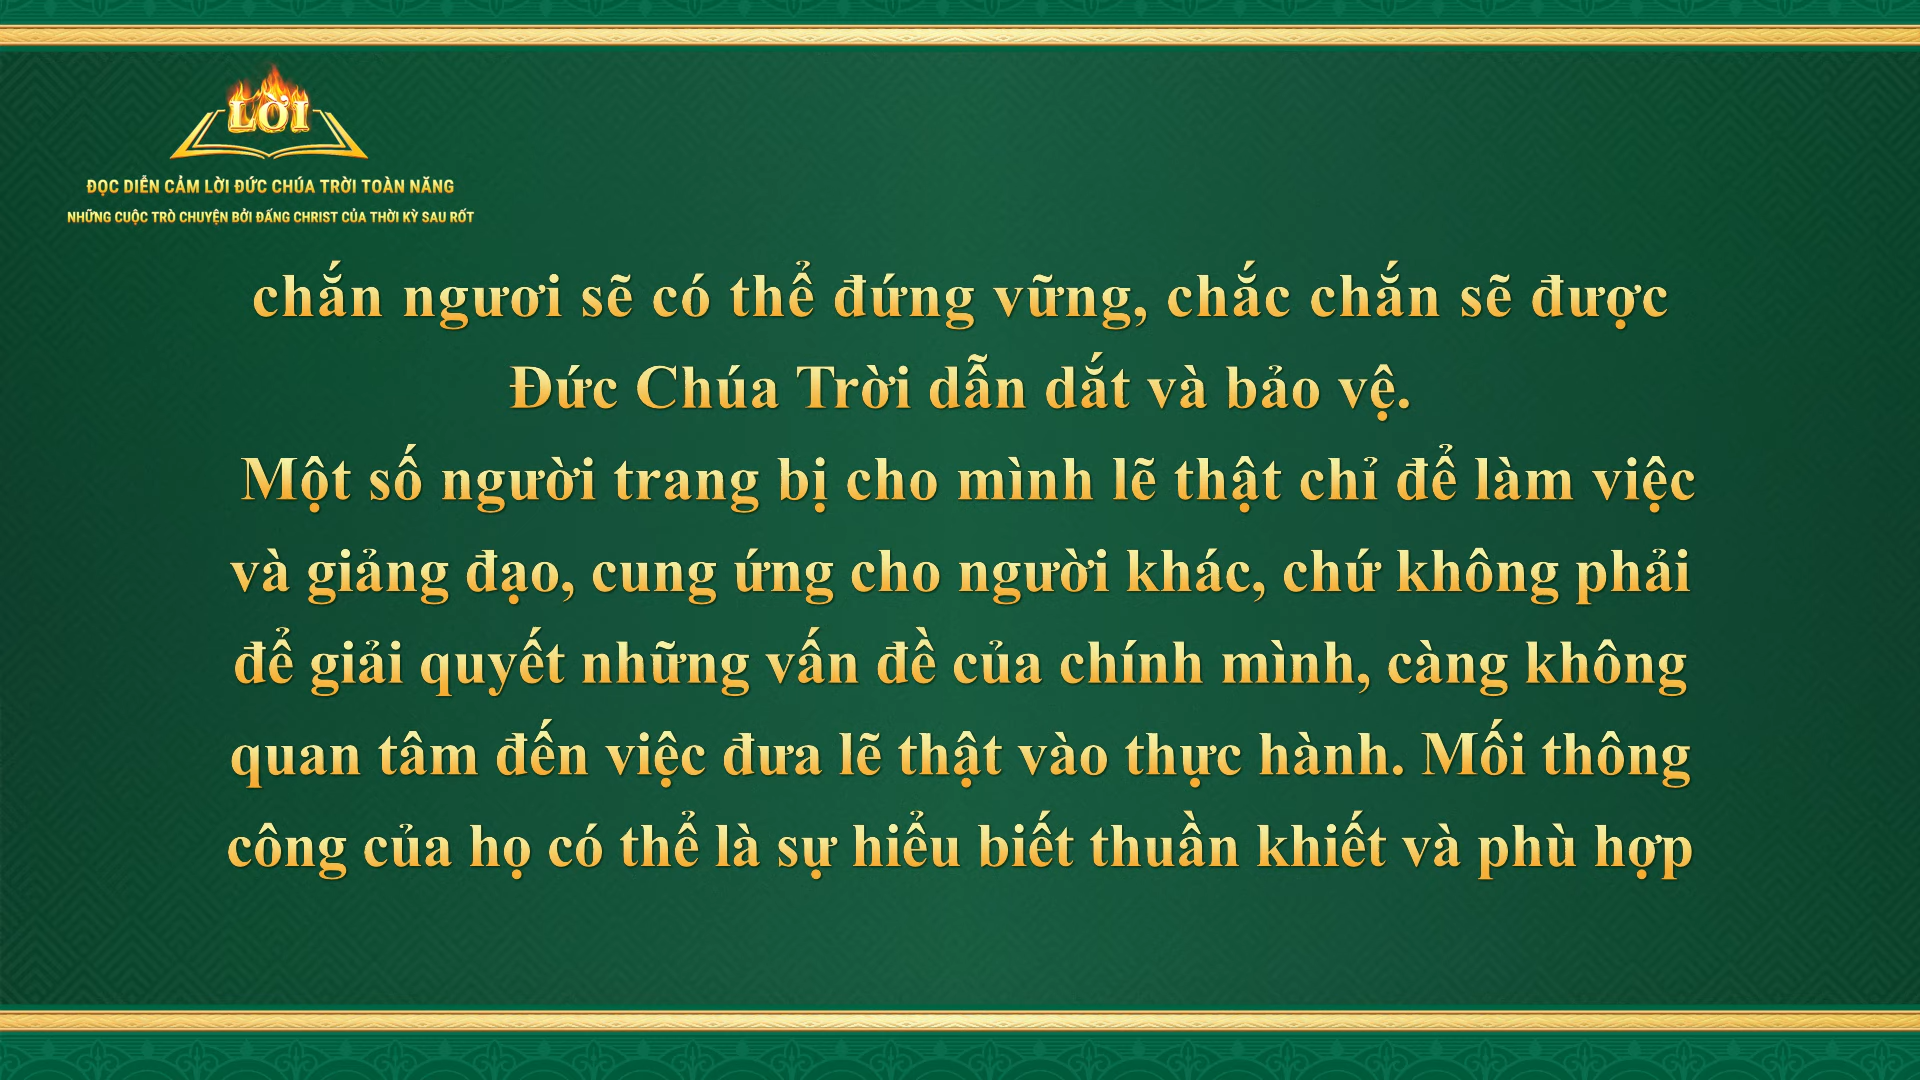 LỜI
ĐỌC DIỄN CẢM LỜI ĐỨC CHÚA TRỜI TOÀN NĂNG
NHỮNG CUỘC TRÒ CHUYỆN BỞI ĐẤNG CHRIST CỦA THỜI KỲ SAU RỐT
chắn ngươi sẽ có thể đứng vững, chắc chắn sẽ được
Đức Chúa Trời dẫn dắt và bảo vệ.
Một số người trang bị cho mình lẽ thật chỉ để làm việc
và giảng đạo, cung ứng cho người khác, chứ không phải
để giải quyết những vấn đề của chính mình, càng không
quan tâm đến việc đưa lẽ thật vào thực hành. Mối thông
công của họ có thể là sự hiểu biết thuần khiết và phù hợp